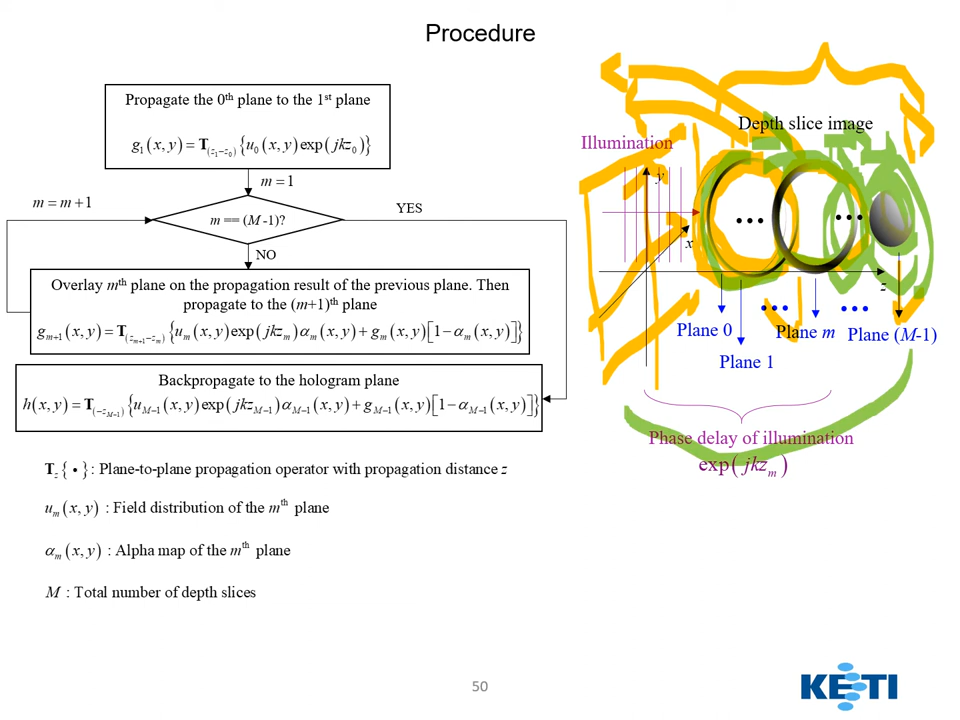 Procedure
Propagate the 0th plane to the 1st plane
g₁(x, y) = T_(z₁−z₀){u₀(x, y)exp(jkz₀)}
m = 1
m = m + 1
m == (M -1)?
YES
NO
Overlay mth plane on the propagation result of the previous plane. Then
propagate to the (m+1)th plane
g_{m+1}(x, y) = T_(z_{m+1}−z_m){u_m(x, y)exp(jkz_m)α_m(x, y) + g_m(x, y)[1 − α_m(x, y)]}
Backpropagate to the hologram plane
h(x, y) = T_(−z_{M−1}){u_{M−1}(x, y)exp(jkz_{M−1})α_{M−1}(x, y) + g_{M−1}(x, y)[1 − α_{M−1}(x, y)]}
T_z{•} : Plane-to-plane propagation operator with propagation distance z
u_m(x, y) : Field distribution of the mth plane
α_m(x, y) : Alpha map of the mth plane
M : Total number of depth slices
Depth slice image
Illumination
y
x
z
Plane 0
Plane 1
Plane m
Plane (M-1)
Phase delay of illumination
exp(jkz_m)
50
KETI